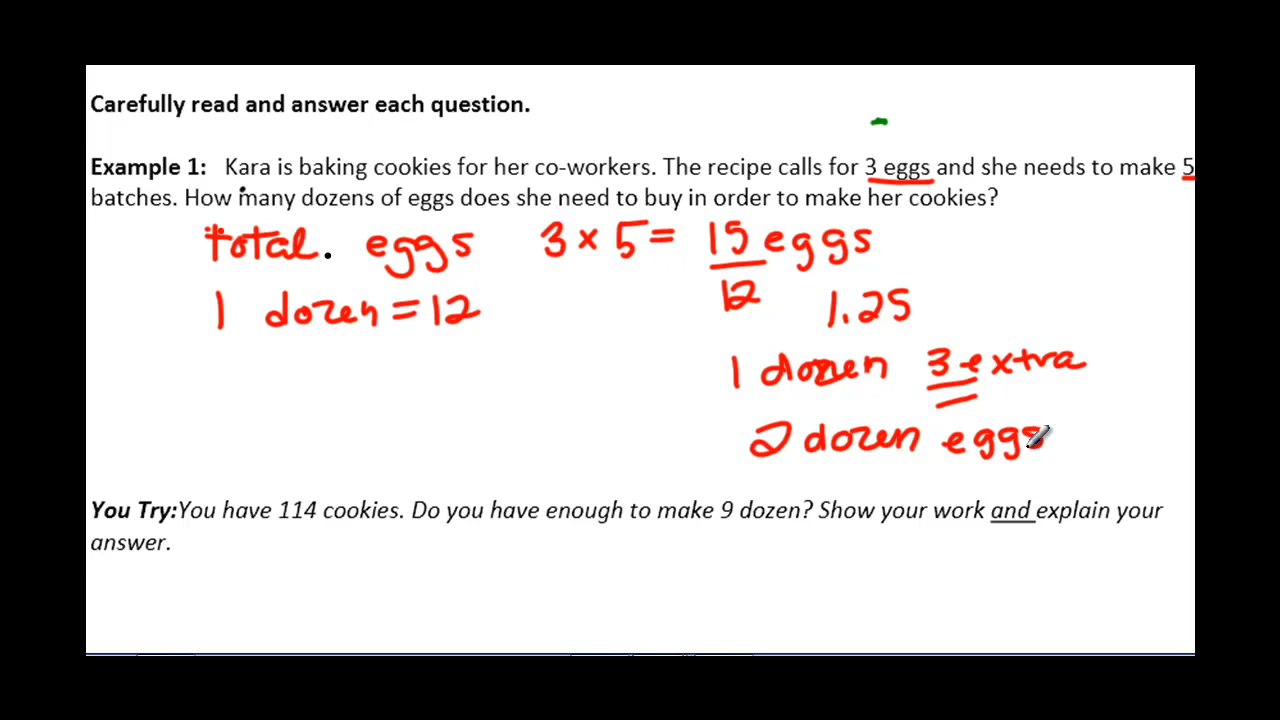 Carefully read and answer each question.
Example 1: Kara is baking cookies for her co-workers. The recipe calls for 3 eggs and she needs to make 5
batches. How many dozens of eggs does she need to buy in order to make her cookies?
total. eggs 3 x 5 = 15 eggs
12
1 dozen = 12
1.25
1 dozen 3 extra
2 dozen eggs
You Try:You have 114 cookies. Do you have enough to make 9 dozen? Show your work and explain your
answer.